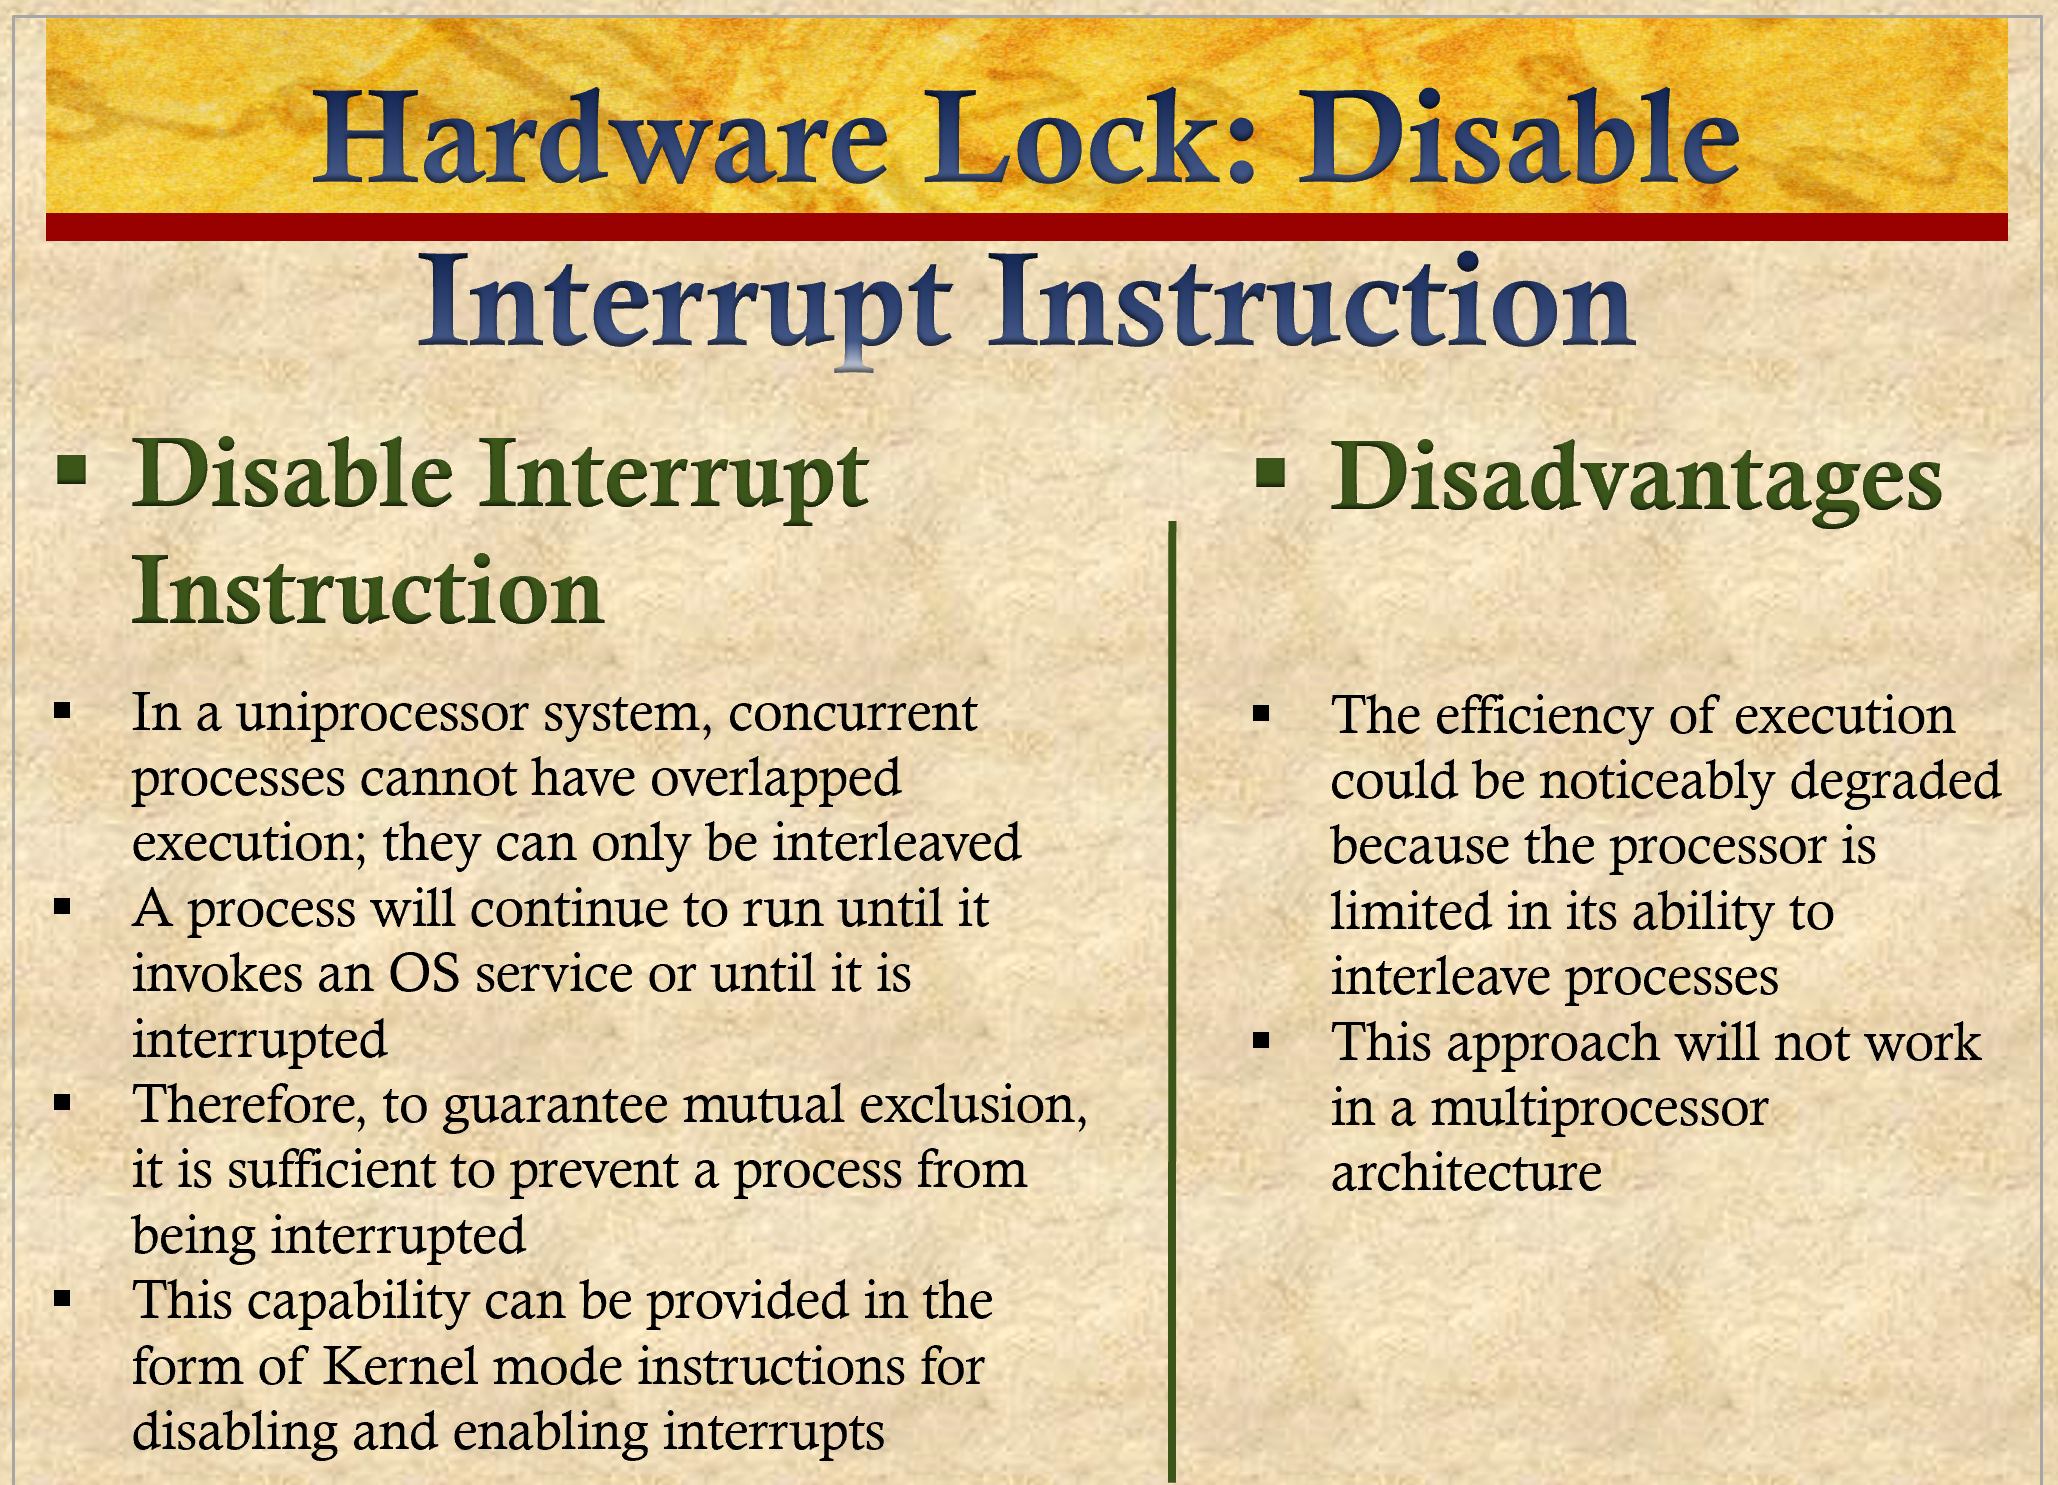 Hardware Lock: Disable
Interrupt Instruction
▪ Disable Interrupt
Instruction
▪ In a uniprocessor system, concurrent
processes cannot have overlapped
execution; they can only be interleaved
▪ A process will continue to run until it
invokes an OS service or until it is
interrupted
▪ Therefore, to guarantee mutual exclusion,
it is sufficient to prevent a process from
being interrupted
▪ This capability can be provided in the
form of Kernel mode instructions for
disabling and enabling interrupts
▪ Disadvantages
▪ The efficiency of execution
could be noticeably degraded
because the processor is
limited in its ability to
interleave processes
▪ This approach will not work
in a multiprocessor
architecture